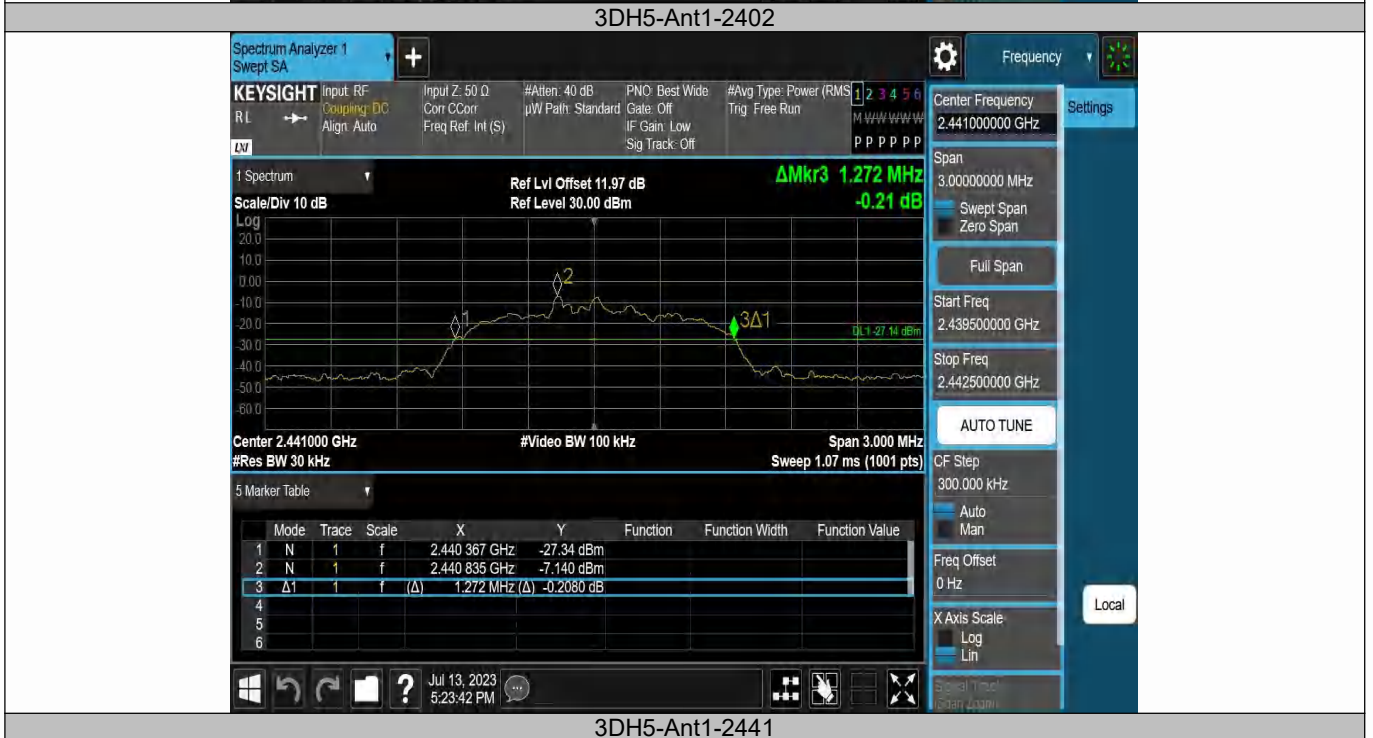 3DH5-Ant1-2402
Spectrum Analyzer 1
Swept SA
+
Frequency
KEYSIGHT
RL
LXI
Input: RF
Coupling: DC
Align: Auto
Input Z: 50 Ω
Corr CCorr
Freq Ref: Int (S)
#Atten: 40 dB
µW Path: Standard
PNO: Best Wide
Gate: Off
IF Gain: Low
Sig Track: Off
#Avg Type: Power (RMS
Trig: Free Run
1 2 3 4 5 6
M W W W W W
P P P P P P
1 Spectrum
Scale/Div 10 dB
Ref Lvl Offset 11.97 dB
Ref Level 30.00 dBm
ΔMkr3 1.272 MHz
-0.21 dB
Log
20.0
10.0
0.00
-10.0
-20.0
-30.0
-40.0
-50.0
-60.0
1
2
3Δ1
DL1 -27.14 dBm
Center 2.441000 GHz
#Res BW 30 kHz
#Video BW 100 kHz
Span 3.000 MHz
Sweep 1.07 ms (1001 pts)
5 Marker Table
Mode Trace Scale X Y Function Function Width Function Value
1 N 1 f 2.440 367 GHz -27.34 dBm
2 N 1 f 2.440 835 GHz -7.140 dBm
3 Δ1 1 f (Δ) 1.272 MHz (Δ) -0.2080 dB
4
5
6
Jul 13, 2023
5:23:42 PM
?
Center Frequency
2.441000000 GHz
Settings
Span
3.00000000 MHz
Swept Span
Zero Span
Full Span
Start Freq
2.439500000 GHz
Stop Freq
2.442500000 GHz
AUTO TUNE
CF Step
300.000 kHz
Auto
Man
Freq Offset
0 Hz
X Axis Scale
Log
Lin
Local
3DH5-Ant1-2441